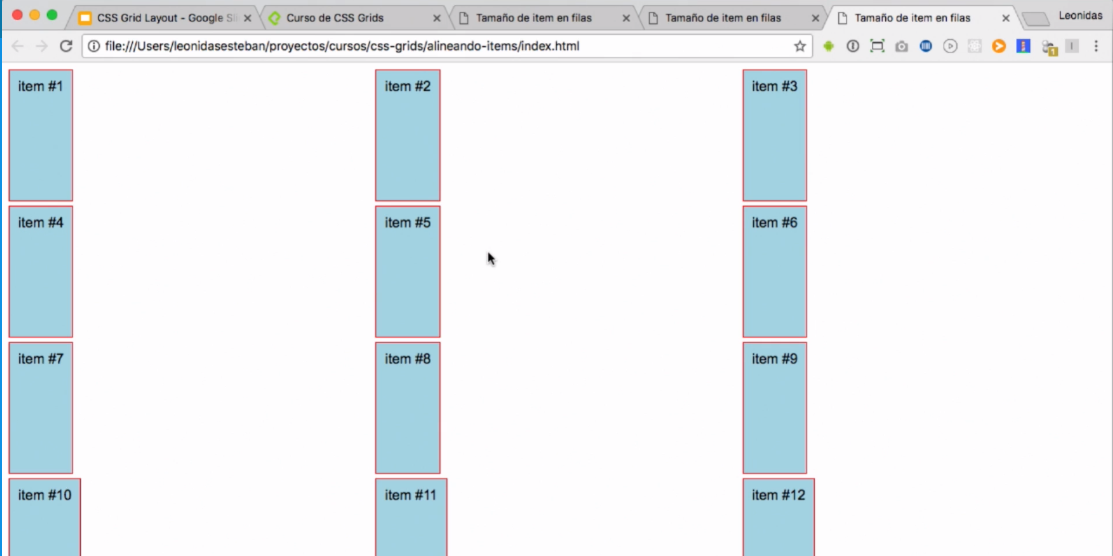 CSS Grid Layout - Google Sl
Curso de CSS Grids
Tamaño de item en filas
Tamaño de item en filas
Tamaño de item en filas
Leonidas
file:///Users/leonidasesteban/proyectos/cursos/css-grids/alineando-items/index.html
item #1
item #2
item #3
item #4
item #5
item #6
item #7
item #8
item #9
item #10
item #11
item #12